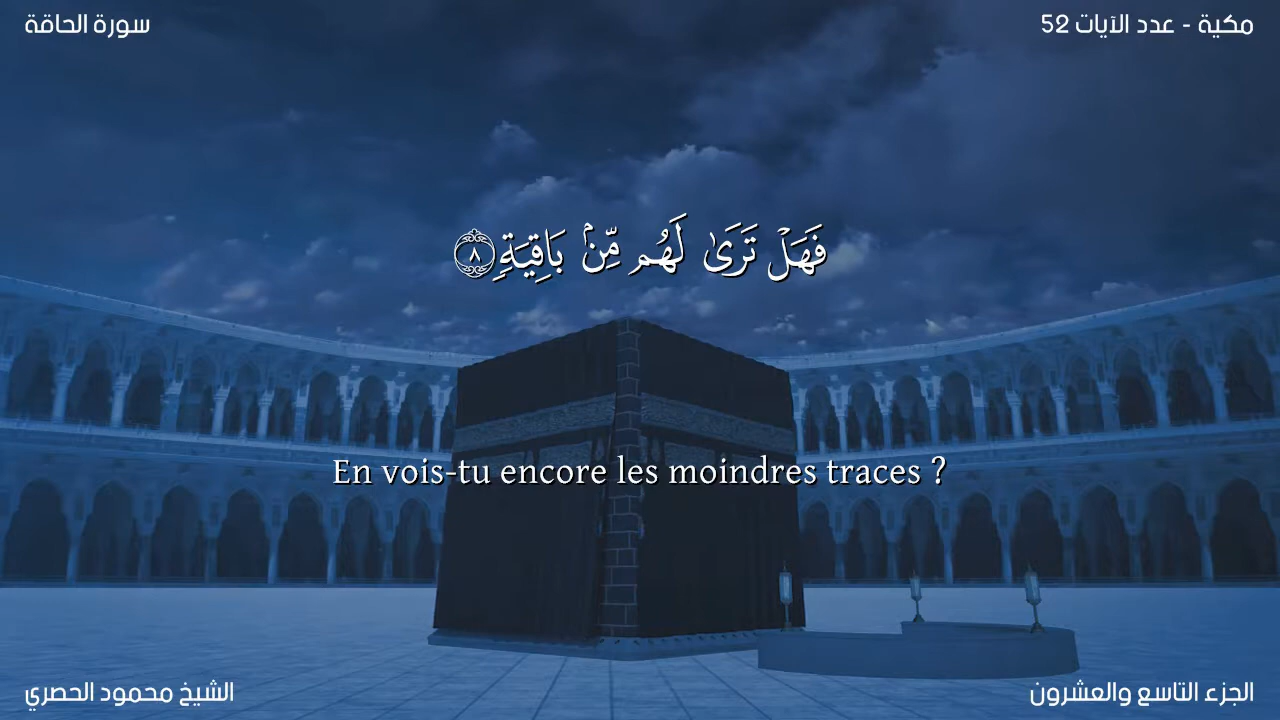 سورة الحاقة
مكية - عدد الآيات 52
فَهَلۡ تَرَىٰ لَهُم مِّنۢ بَاقِيَةٖ ٨
En vois-tu encore les moindres traces ?
الشيخ محمود الحصري
الجزء التاسع والعشرون